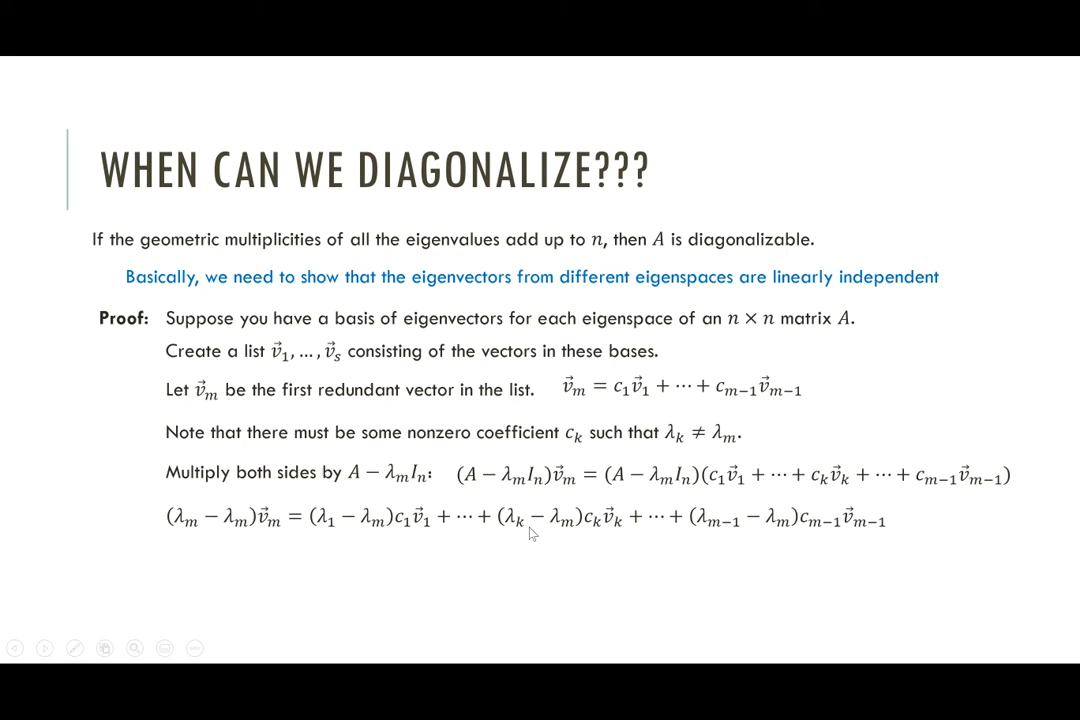 WHEN CAN WE DIAGONALIZE???
If the geometric multiplicities of all the eigenvalues add up to n, then A is diagonalizable.
Basically, we need to show that the eigenvectors from different eigenspaces are linearly independent
Proof: Suppose you have a basis of eigenvectors for each eigenspace of an n × n matrix A.
Create a list v⃗₁, … , v⃗ₛ consisting of the vectors in these bases.
Let v⃗ₘ be the first redundant vector in the list. v⃗ₘ = c₁v⃗₁ + ⋯ + cₘ₋₁v⃗ₘ₋₁
Note that there must be some nonzero coefficient cₖ such that λₖ ≠ λₘ.
Multiply both sides by A − λₘIₙ: (A − λₘIₙ)v⃗ₘ = (A − λₘIₙ)(c₁v⃗₁ + ⋯ + cₖv⃗ₖ + ⋯ + cₘ₋₁v⃗ₘ₋₁)
(λₘ − λₘ)v⃗ₘ = (λ₁ − λₘ)c₁v⃗₁ + ⋯ + (λₖ − λₘ)cₖv⃗ₖ + ⋯ + (λₘ₋₁ − λₘ)cₘ₋₁v⃗ₘ₋₁